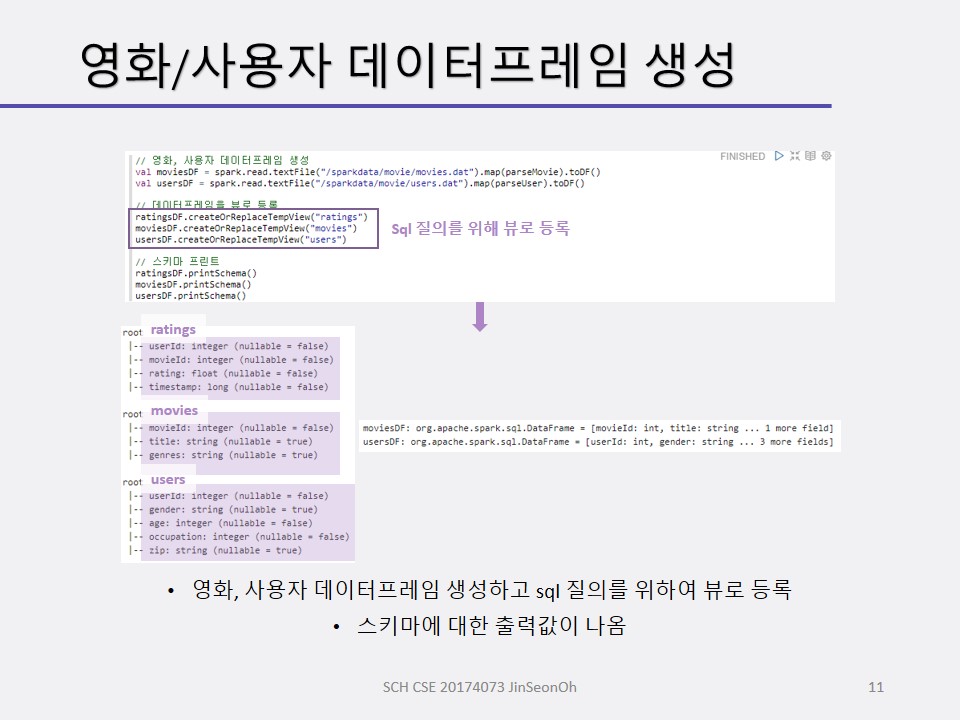 영화/사용자 데이터프레임 생성
FINISHED
// 영화, 사용자 데이터프레임 생성
val moviesDF = spark.read.textFile("/sparkdata/movie/movies.dat").map(parseMovie).toDF()
val usersDF = spark.read.textFile("/sparkdata/movie/users.dat").map(parseUser).toDF()
// 데이터프레임을 뷰로 등록
ratingsDF.createOrReplaceTempView("ratings")
moviesDF.createOrReplaceTempView("movies")
usersDF.createOrReplaceTempView("users")
Sql 질의를 위해 뷰로 등록
// 스키마 프린트
ratingsDF.printSchema()
moviesDF.printSchema()
usersDF.printSchema()
root ratings
|-- userId: integer (nullable = false)
|-- movieId: integer (nullable = false)
|-- rating: float (nullable = false)
|-- timestamp: long (nullable = false)
root movies
|-- movieId: integer (nullable = false)
|-- title: string (nullable = true)
|-- genres: string (nullable = true)
root users
|-- userId: integer (nullable = false)
|-- gender: string (nullable = true)
|-- age: integer (nullable = false)
|-- occupation: integer (nullable = false)
|-- zip: string (nullable = true)
moviesDF: org.apache.spark.sql.DataFrame = [movieId: int, title: string ... 1 more field]
usersDF: org.apache.spark.sql.DataFrame = [userId: int, gender: string ... 3 more fields]
• 영화, 사용자 데이터프레임 생성하고 sql 질의를 위하여 뷰로 등록
• 스키마에 대한 출력값이 나옴
SCH CSE 20174073 JinSeonOh
11